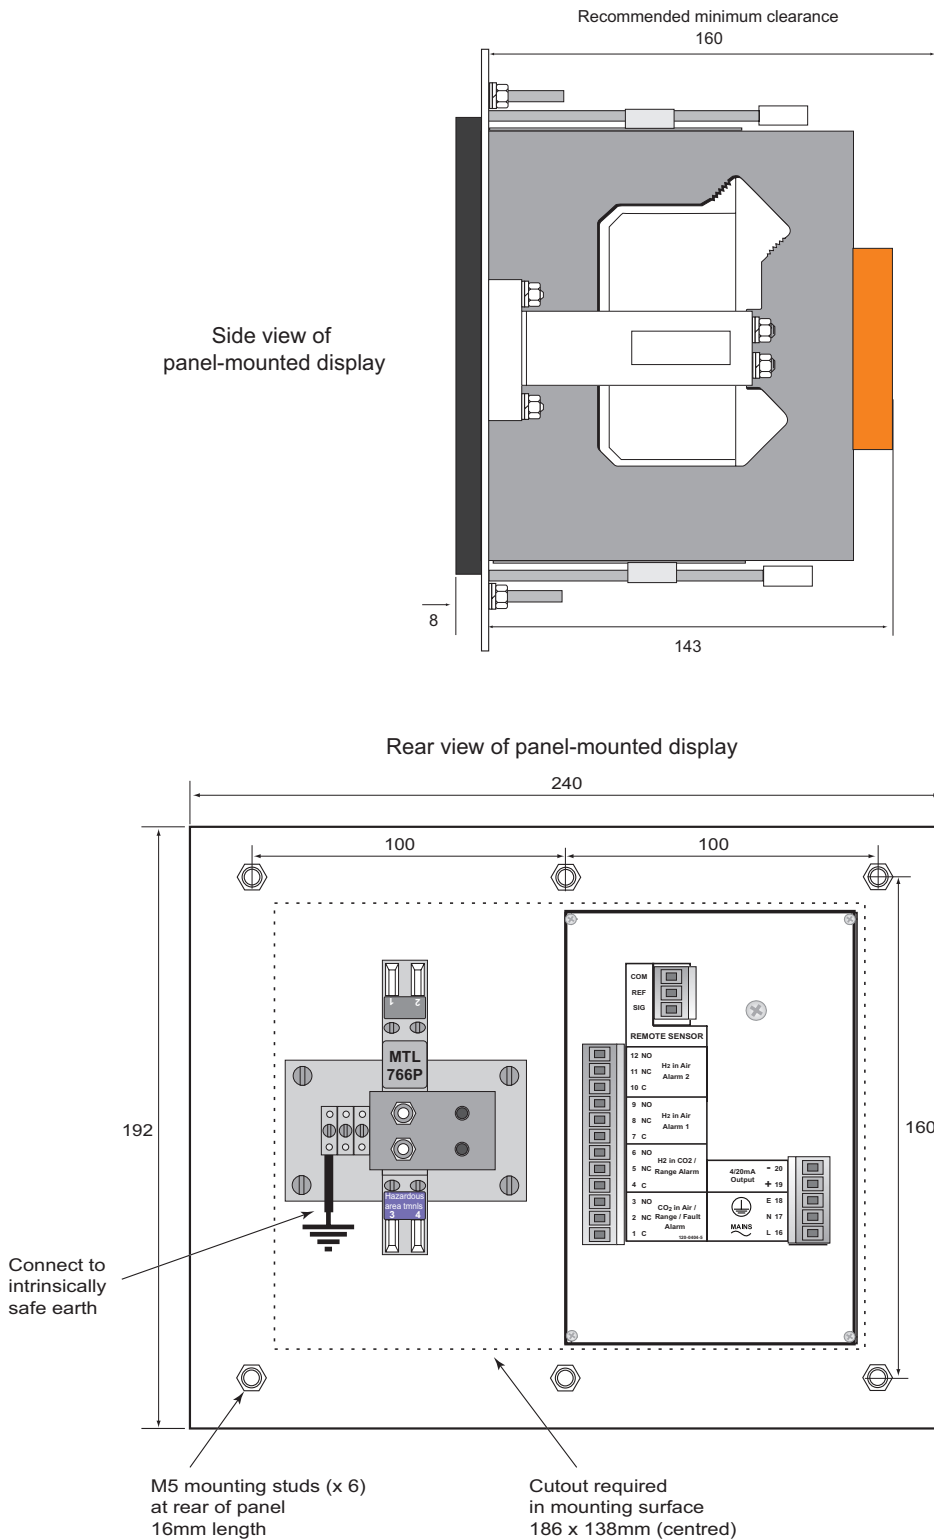 Recommended minimum clearance
160
Side view of
panel-mounted display
8
143
Rear view of panel-mounted display
240
100
100
192
160
1 2
MTL
766P
Hazardous
area tmnls
3 4
COM
REF
SIG
REMOTE SENSOR
12 NO
11 NC
10 C
H2 in Air
Alarm 2
9 NO
8 NC
7 C
H2 in Air
Alarm 1
6 NO
5 NC
4 C
H2 in CO2 /
Range Alarm
3 NO
2 NC
1 C
CO2 in Air /
Range / Fault
Alarm
4/20mA
Output
- 20
+ 19
E 18
N 17
L 16
MAINS
Connect to
intrinsically
safe earth
M5 mounting studs (x 6)
at rear of panel
16mm length
Cutout required
in mounting surface
186 x 138mm (centred)